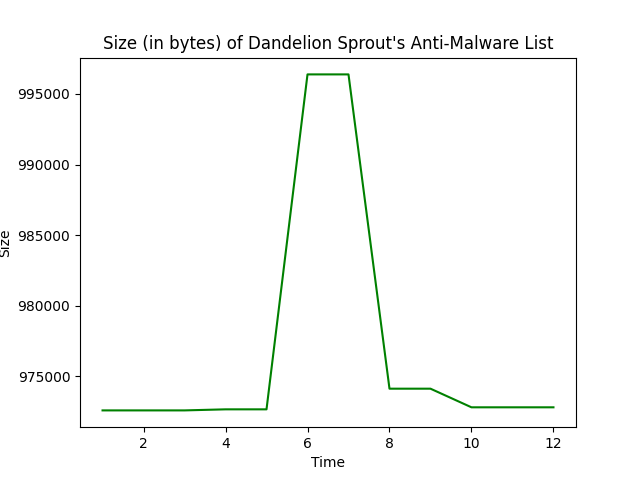 Size (in bytes) of Dandelion Sprout's Anti-Malware List
995000
990000
985000
980000
975000
Size
2 4 6 8 10 12
Time